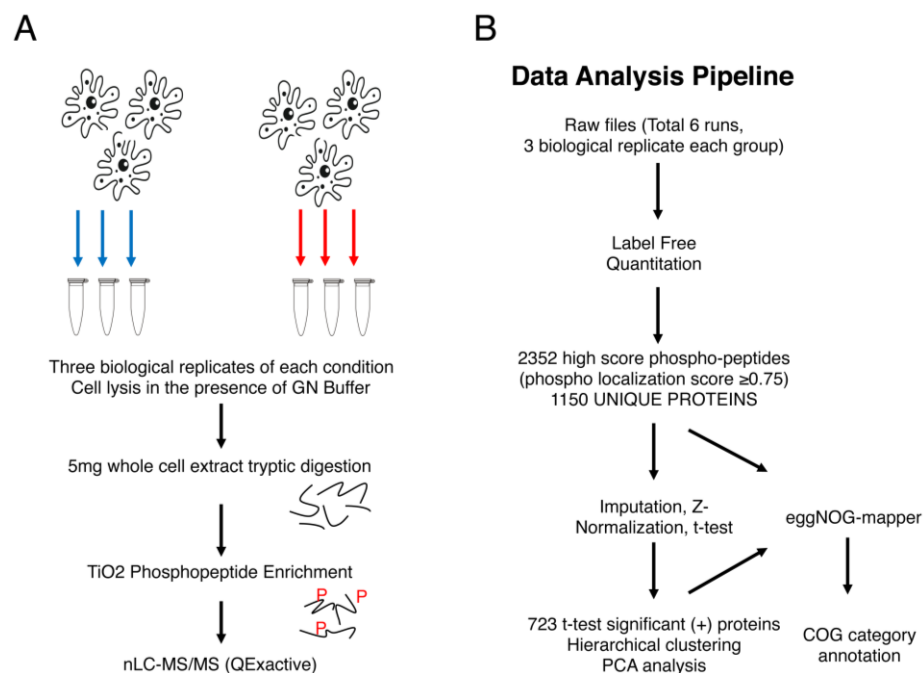 A
Three biological replicates of each condition
Cell lysis in the presence of GN Buffer
5mg whole cell extract tryptic digestion
TiO2 Phosphopeptide Enrichment
P
P
P
nLC-MS/MS (QExactive)
B
Data Analysis Pipeline
Raw files (Total 6 runs,
3 biological replicate each group)
Label Free
Quantitation
2352 high score phospho-peptides
(phospho localization score ≥0.75)
1150 UNIQUE PROTEINS
Imputation, Z-
Normalization, t-test
eggNOG-mapper
723 t-test significant (+) proteins
Hierarchical clustering
PCA analysis
COG category
annotation